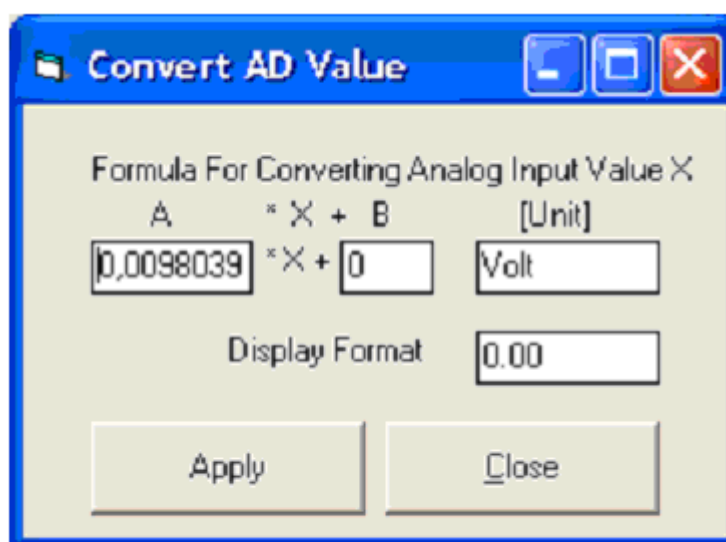 Convert AD Value
Formula For Converting Analog Input Value X
A * X + B [Unit]
0,0098039 * X + 0 Volt
Display Format 0.00
Apply Close